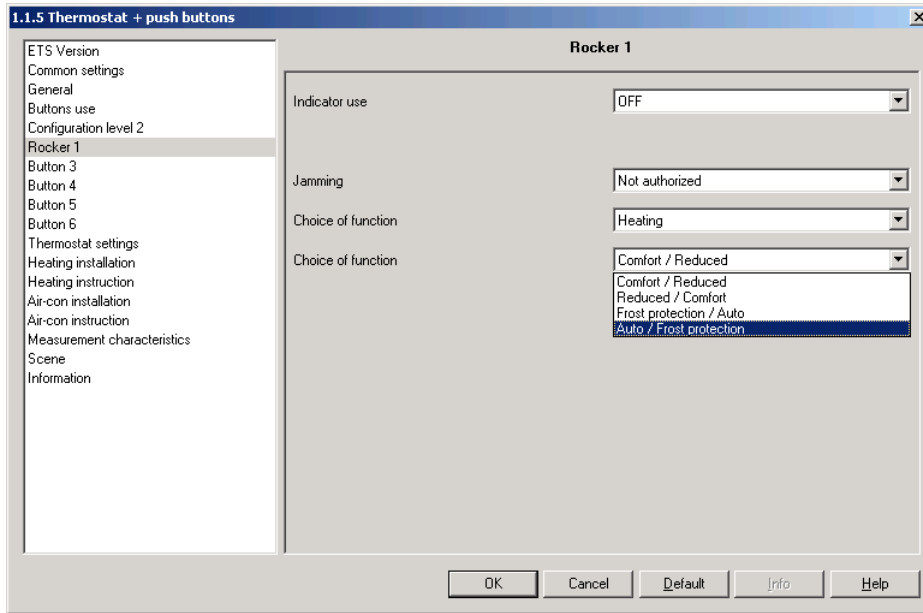 1.1.5 Thermostat + push buttons
ETS Version
Common settings
General
Buttons use
Configuration level 2
Rocker 1
Button 3
Button 4
Button 5
Button 6
Thermostat settings
Heating installation
Heating instruction
Air-con installation
Air-con instruction
Measurement characteristics
Scene
Information
Rocker 1
Indicator use OFF
Jamming Not authorized
Choice of function Heating
Choice of function Comfort / Reduced
Comfort / Reduced
Reduced / Comfort
Frost protection / Auto
Auto / Frost protection
OK Cancel Default Info Help